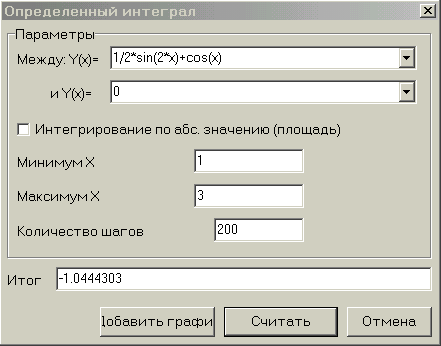 Определенный интеграл
Параметры
Между: Y(x)= 1/2*sin(2*x)+cos(x)
и Y(x)= 0
Интегрирование по абс. значению (площадь)
Минимум X 1
Максимум X 3
Количество шагов 200
Итог -1.0444303
Добавить графи Считать Отмена